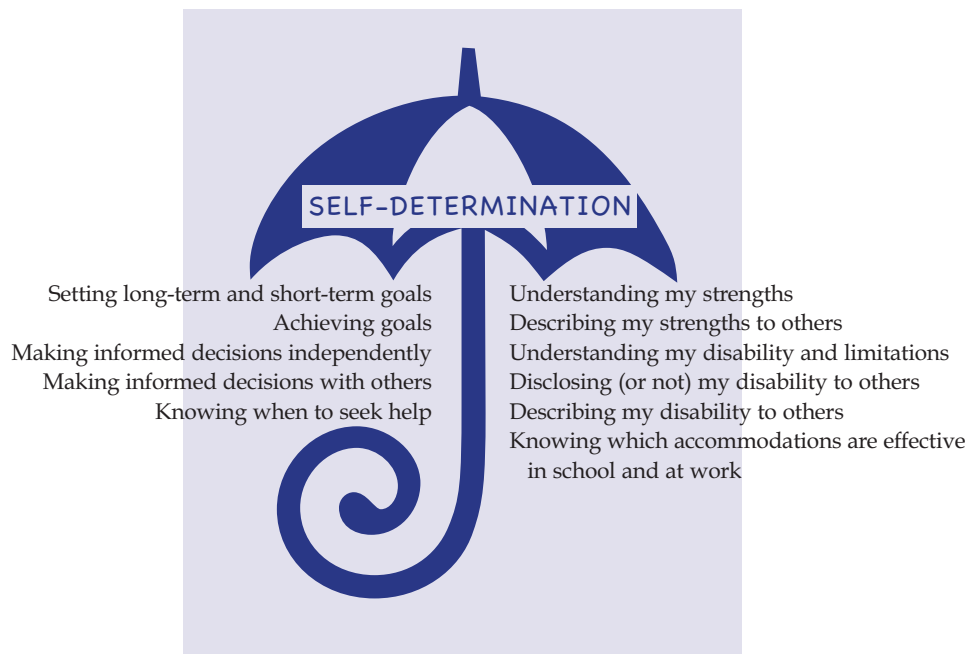 SELF-DETERMINATION
Setting long-term and short-term goals
Achieving goals
Making informed decisions independently
Making informed decisions with others
Knowing when to seek help
Understanding my strengths
Describing my strengths to others
Understanding my disability and limitations
Disclosing (or not) my disability to others
Describing my disability to others
Knowing which accommodations are effective
in school and at work